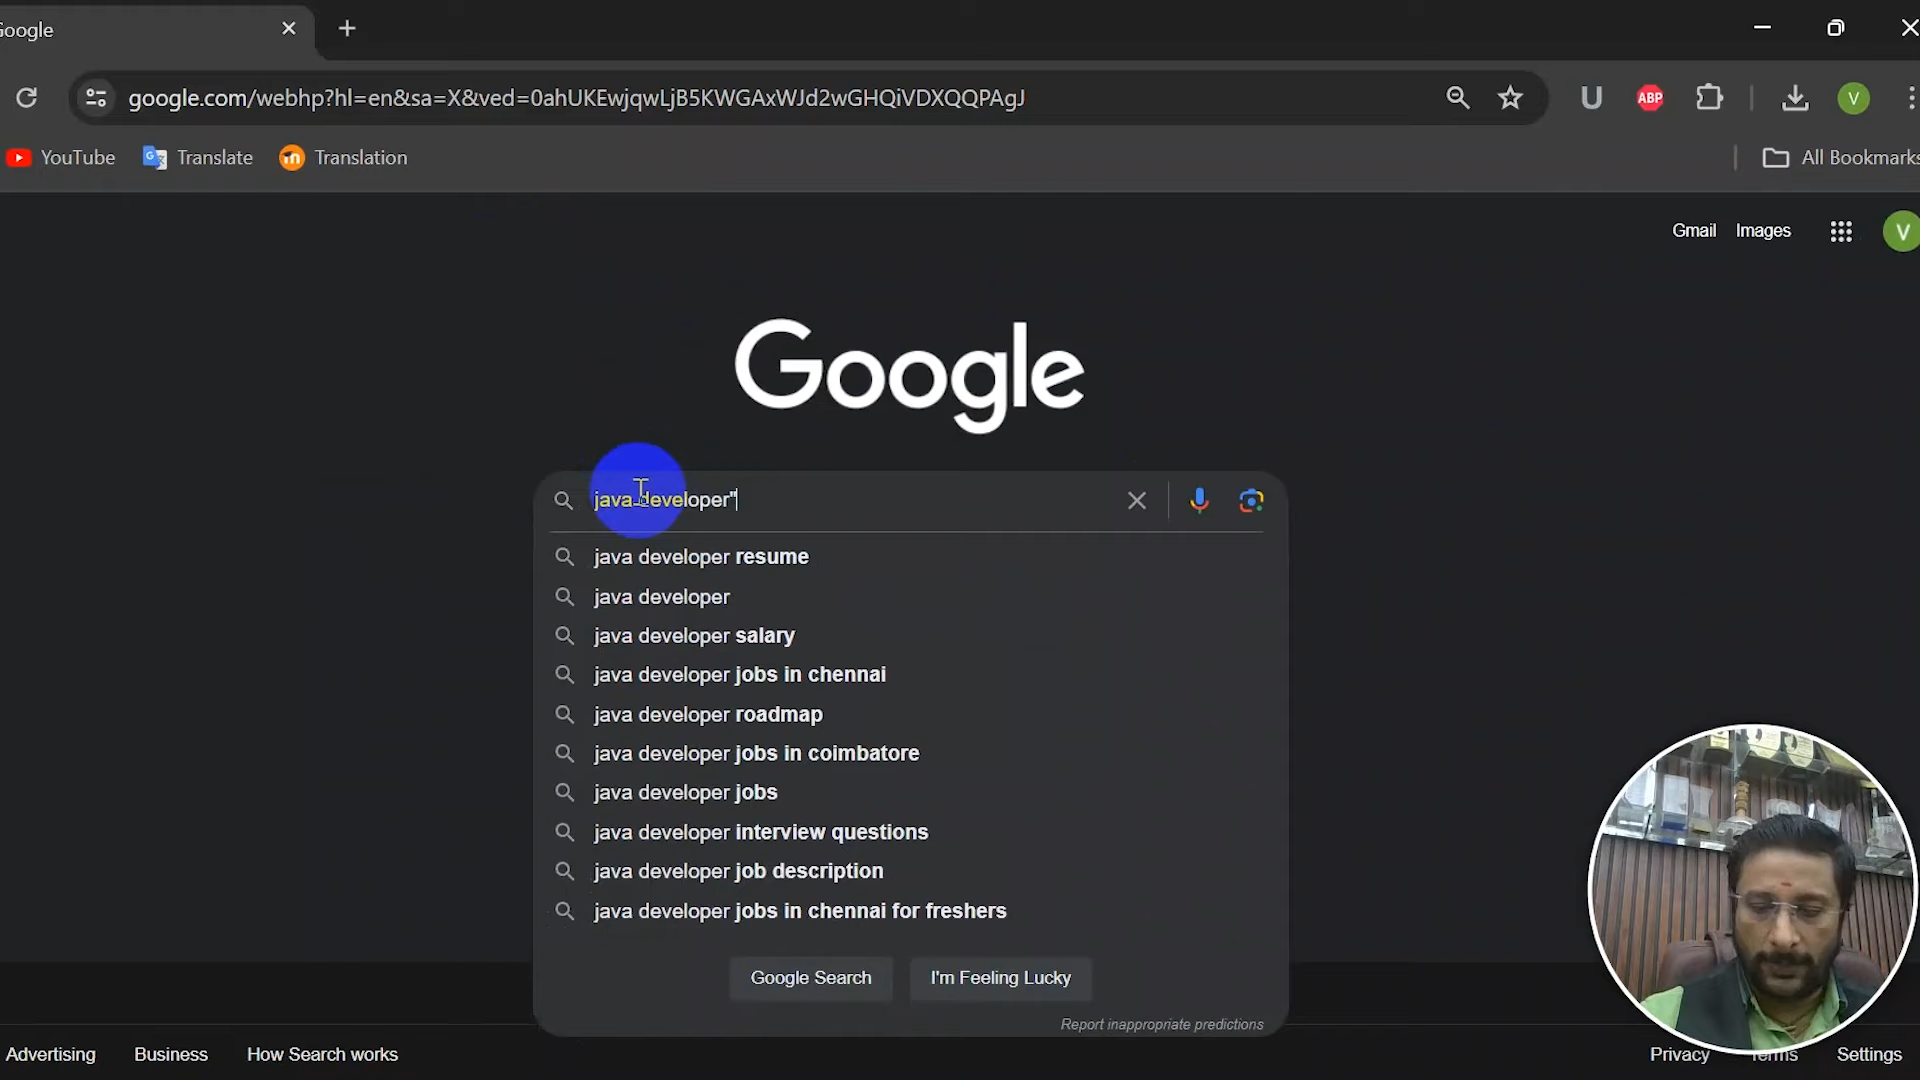 Google
google.com/webhp?hl=en&sa=X&ved=0ahUKEwjqwLjB5KWGAxWJd2wGHQiVDXQQPAgJ
U
ABP
V
YouTube
Translate
Translation
All Bookmarks
Gmail
Images
V
Google
java developer"
java developer resume
java developer
java developer salary
java developer jobs in chennai
java developer roadmap
java developer jobs in coimbatore
java developer jobs
java developer interview questions
java developer job description
java developer jobs in chennai for freshers
Google Search
I'm Feeling Lucky
Report inappropriate predictions
Advertising
Business
How Search works
Privacy
Terms
Settings